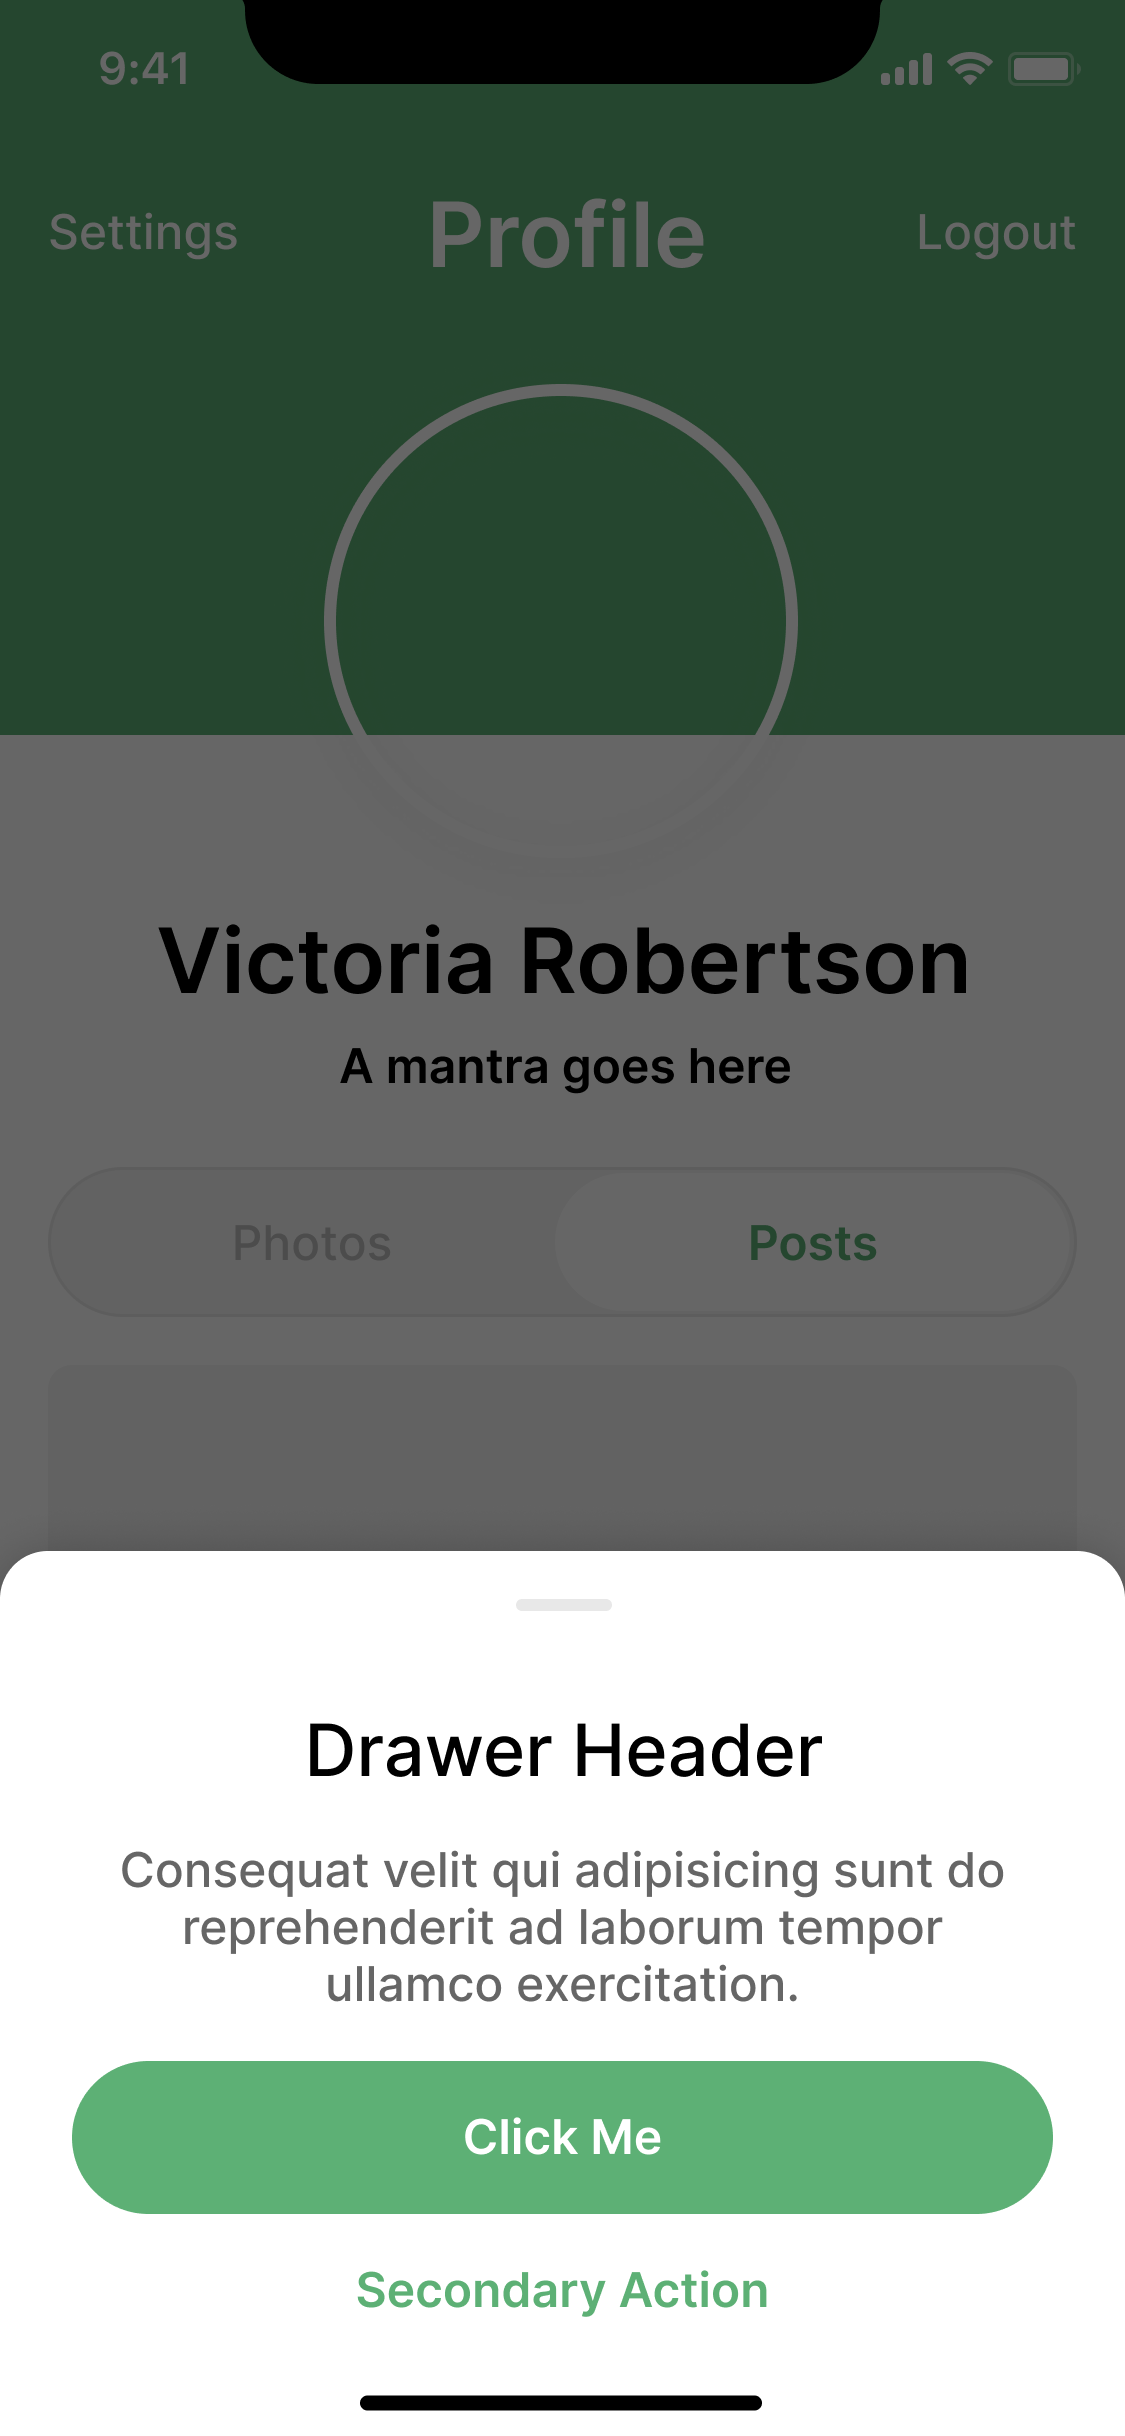 9:41
Settings Profile Logout
Victoria Robertson
A mantra goes here
Photos Posts
Drawer Header
Consequat velit qui adipisicing sunt do
reprehenderit ad laborum tempor
ullamco exercitation.
Click Me
Secondary Action